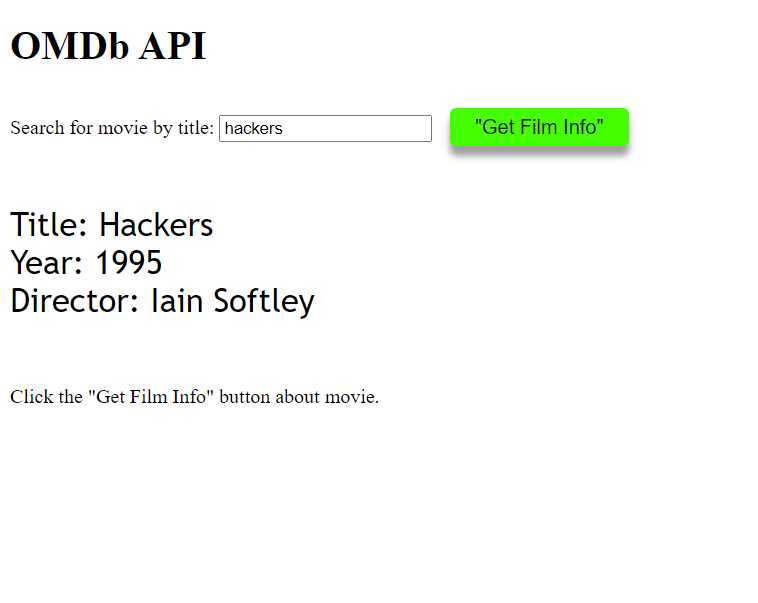 OMDb API
Search for movie by title: hackers "Get Film Info"
Title: Hackers
Year: 1995
Director: Iain Softley
Click the "Get Film Info" button about movie.